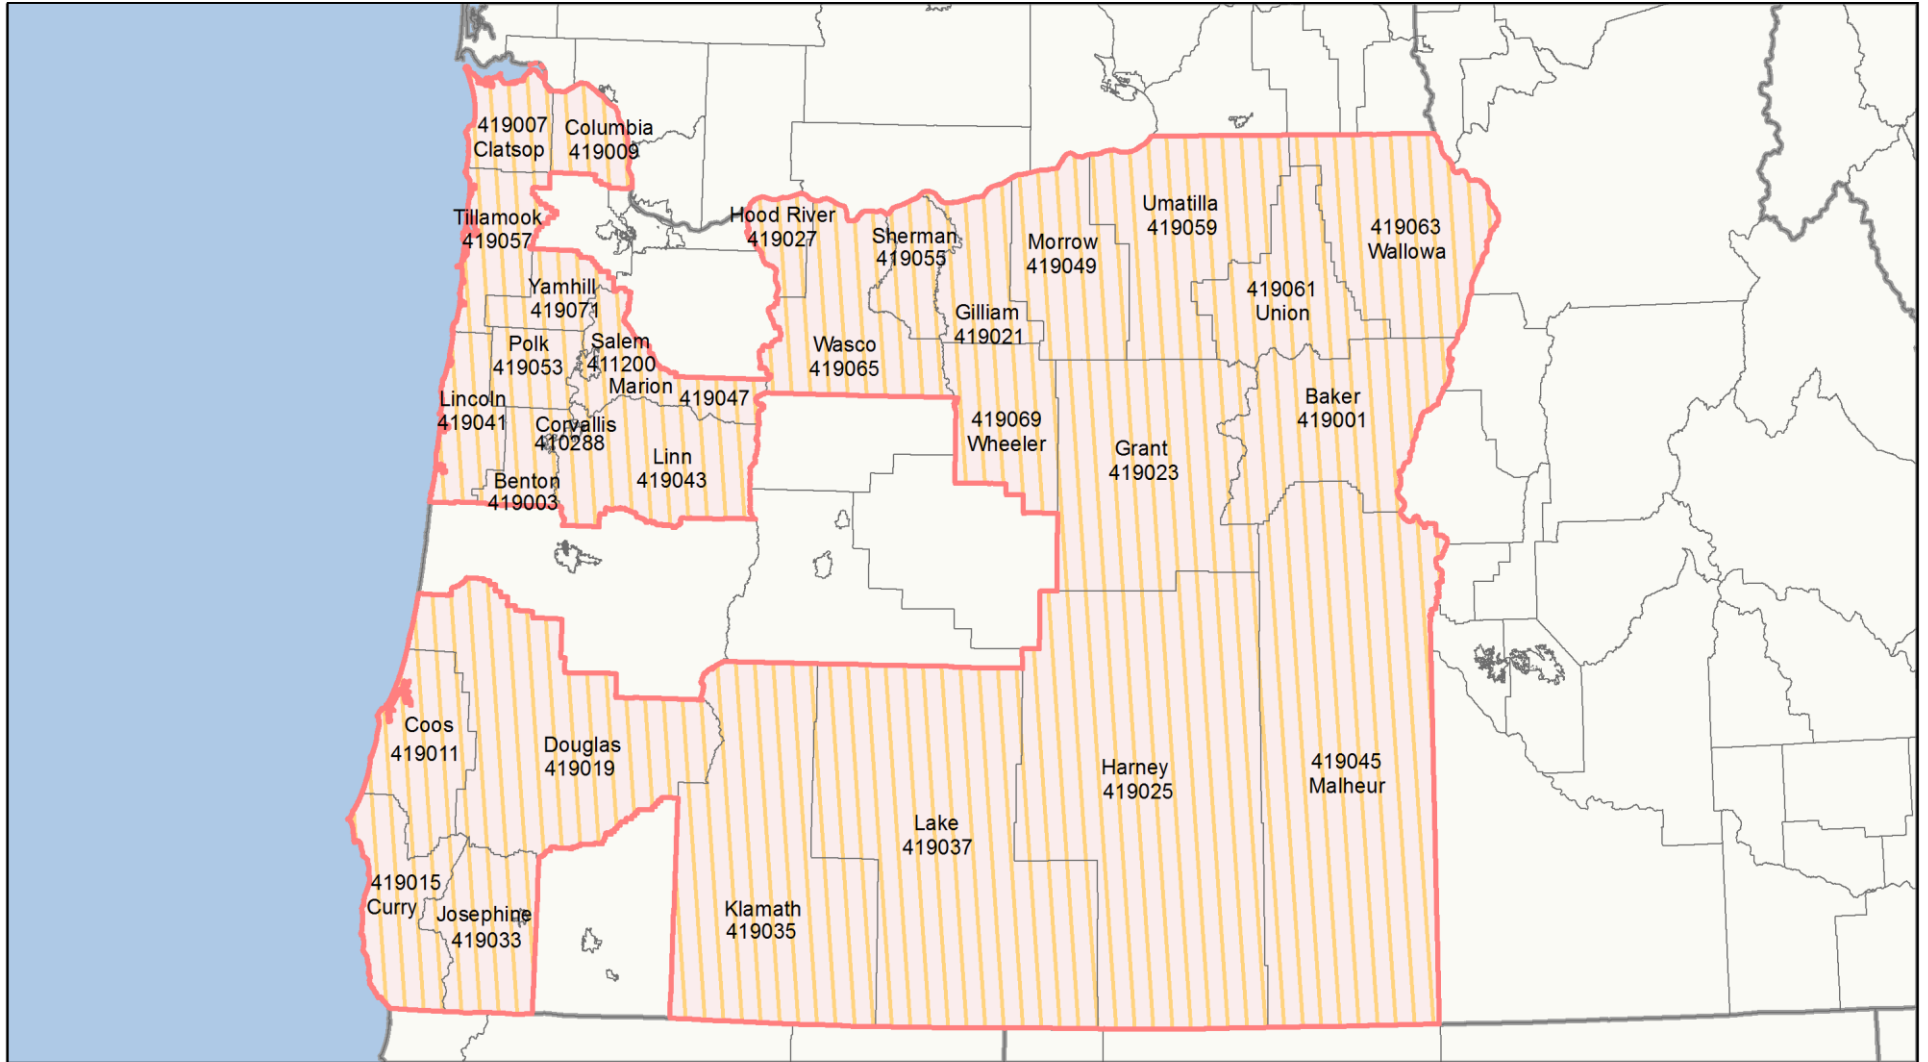 419007
Clatsop
Columbia
419009
Tillamook
419057
Hood River
419027
Sherman
419055
Morrow
419049
Umatilla
419059
419063
Wallowa
Yamhill
419071
Gilliam
419021
419061
Union
Polk
419053
Salem
411200
Marion
419047
Wasco
419065
Lincoln
419041
Corvallis
410288
Linn
419043
Benton
419003
419069
Wheeler
Grant
419023
Baker
419001
Coos
419011
Douglas
419019
Harney
419025
419045
Malheur
Lake
419037
419015
Curry
Josephine
419033
Klamath
419035